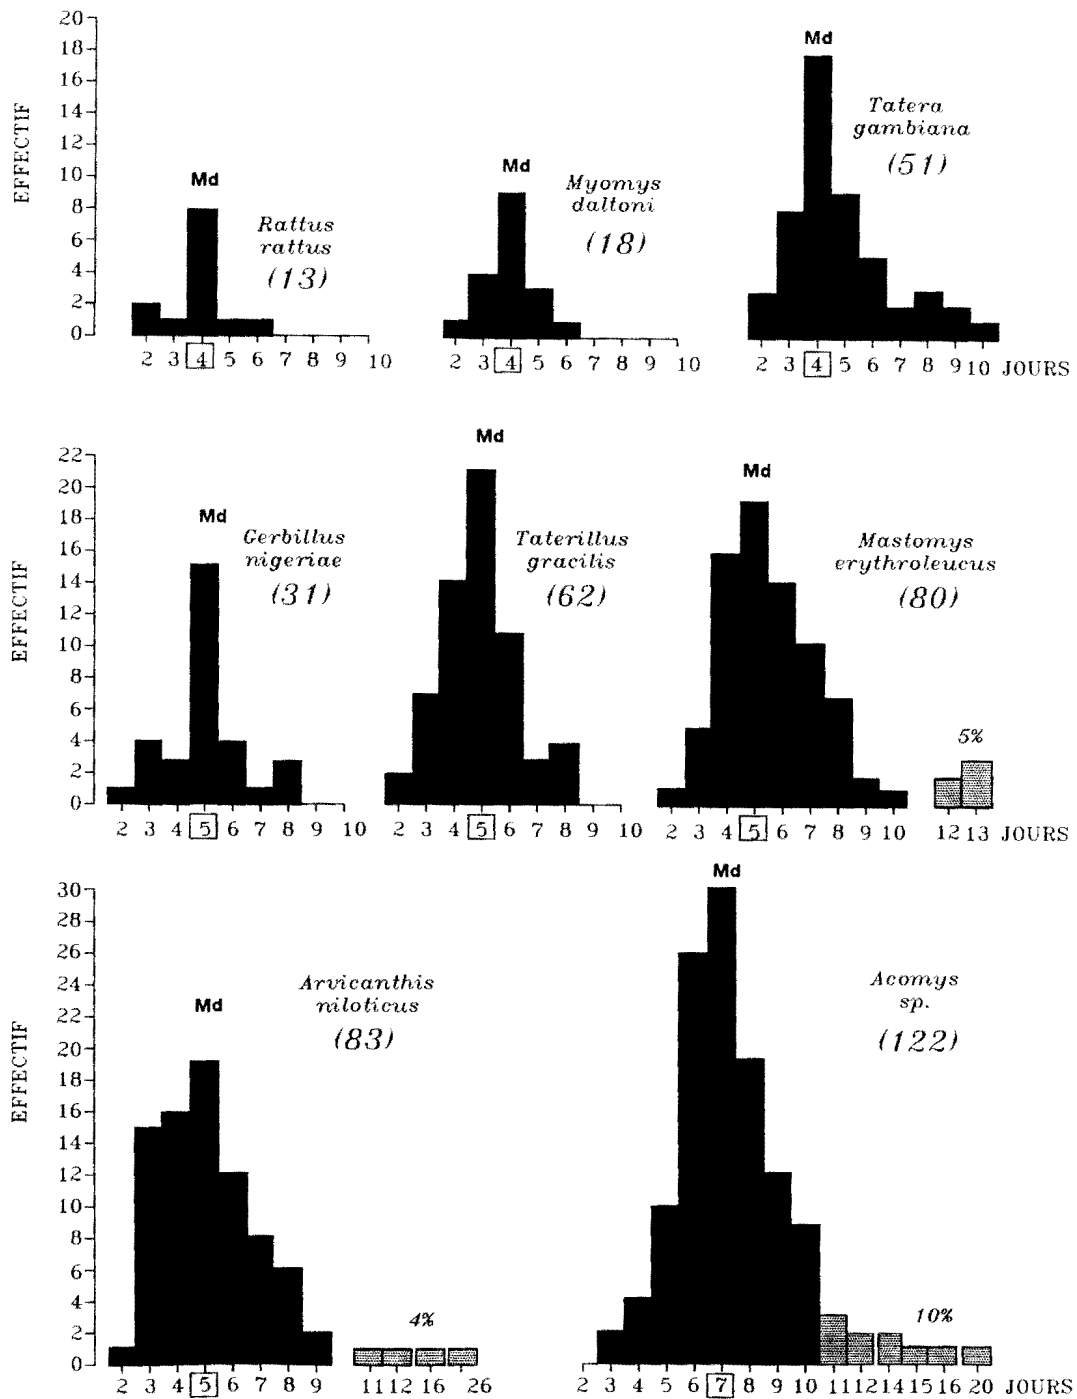 EFFECTIF
20
18
16
14
12
10
8
6
4
2
0
Md
Rattus
rattus
(13)
2 3 4 5 6 7 8 9 10
Md
Myomys
daltoni
(18)
2 3 4 5 6 7 8 9 10
Md
Tatera
gambiana
(51)
2 3 4 5 6 7 8 9 10 JOURS
EFFECTIF
22
20
18
16
14
12
10
8
6
4
2
0
Md
Gerbillus
nigeriae
(31)
2 3 4 5 6 7 8 9 10
Md
Taterillus
gracilis
(62)
2 3 4 5 6 7 8 9 10
Md
Mastomys
erythroleucus
(80)
5%
2 3 4 5 6 7 8 9 10 12 13 JOURS
EFFECTIF
30
28
26
24
22
20
18
16
14
12
10
8
6
4
2
0
Md
Arvicanthis
niloticus
(83)
4%
2 3 4 5 6 7 8 9 11 12 16 26
Md
Acomys
sp.
(122)
10%
2 3 4 5 6 7 8 9 10 11 12 14 15 16 20 JOURS